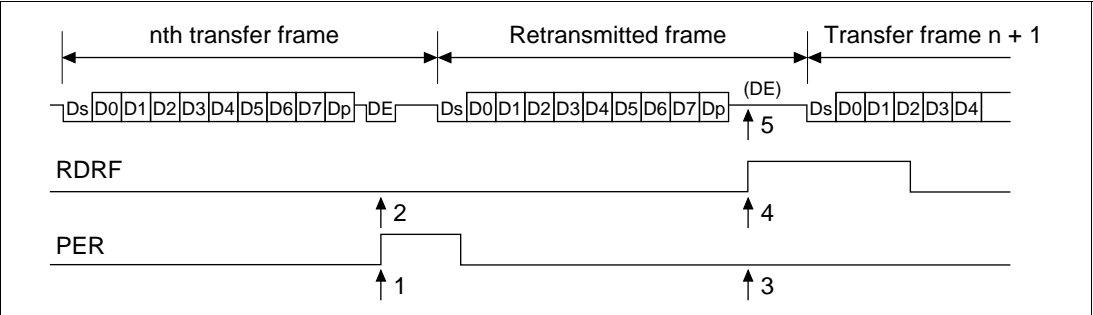 nth transfer frame Retransmitted frame Transfer frame n + 1
(DE)
Ds D0 D1 D2 D3 D4 D5 D6 D7 Dp DE Ds D0 D1 D2 D3 D4 D5 D6 D7 Dp Ds D0 D1 D2 D3 D4
5
RDRF
2 4
PER
1 3